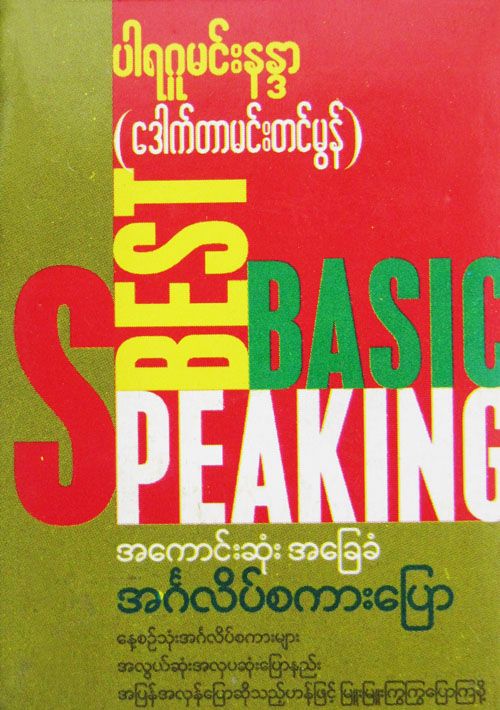 ပါရဂူမင်းနန္ဒာ
(ဒေါက်တာမင်းတင်မွန်)
BEST
BASIC
SPEAKING
အကောင်းဆုံး အခြေခံ
အင်္ဂလိပ်စကားပြော
နေ့စဉ်သုံးအင်္ဂလိပ်စကားများ
အလွယ်ဆုံးအလှပဆုံးပြောနည်း
အပြန်အလှန်ပြောဆိုသည့်ဟန်ဖြင့် မြူးမြူးကြွကြွပြောကြစို့